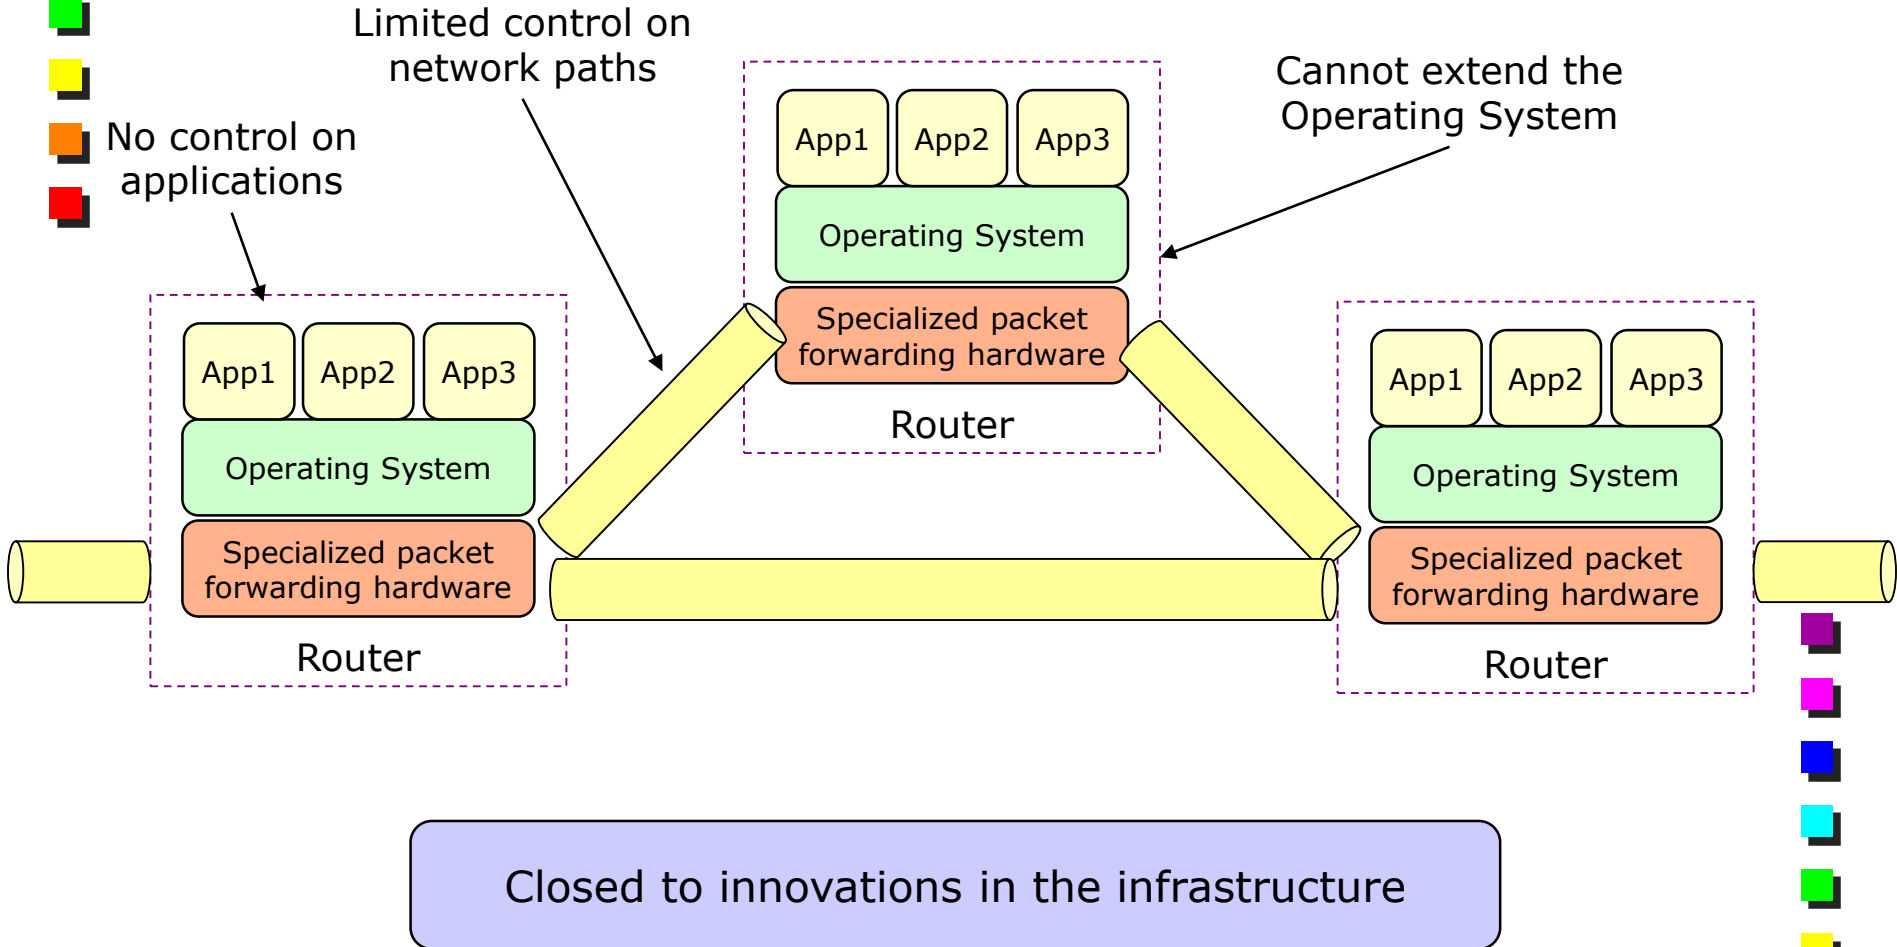 Limited control on
network paths
Cannot extend the
Operating System
No control on
applications
App1 App2 App3
Operating System
Specialized packet
forwarding hardware
Router
App1 App2 App3
Operating System
Specialized packet
forwarding hardware
Router
App1 App2 App3
Operating System
Specialized packet
forwarding hardware
Router
Closed to innovations in the infrastructure